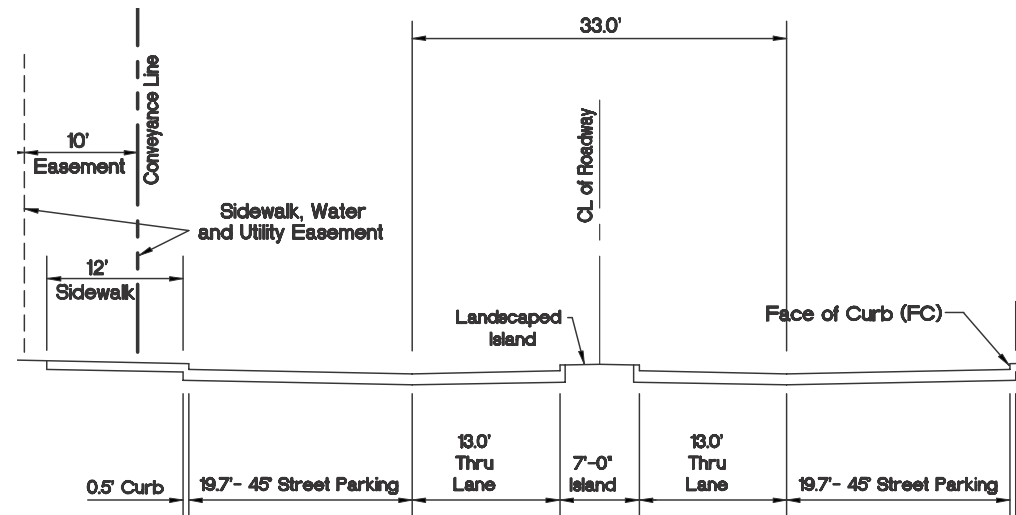 33.0'
Conveyance Line
CL of Roadway
10'
Easement
Sidewalk, Water
and Utility Easement
12'
Sidewalk
Landscaped
Island
Face of Curb (FC)
0.5' Curb
19.7'- 45° Street Parking
13.0'
Thru
Lane
7'-0"
Island
13.0'
Thru
Lane
19.7'- 45° Street Parking